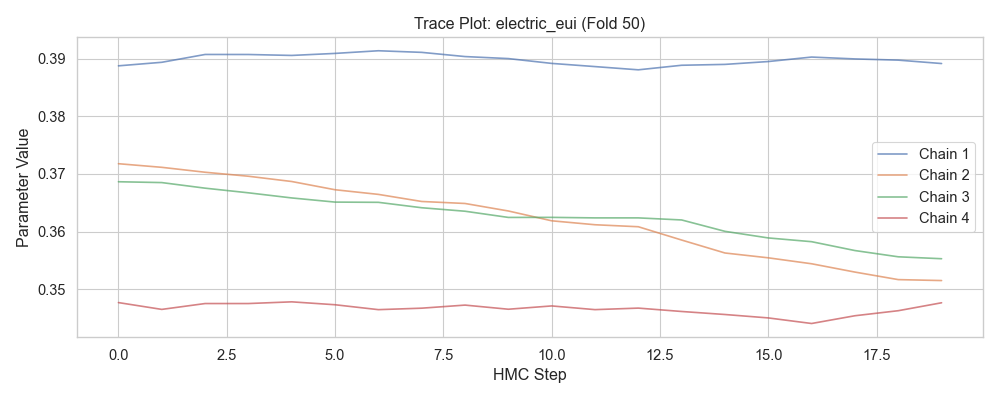 Trace Plot: electric_eui (Fold 50)
Parameter Value
0.39
0.38
0.37
0.36
0.35
Chain 1
Chain 2
Chain 3
Chain 4
0.0 2.5 5.0 7.5 10.0 12.5 15.0 17.5
HMC Step